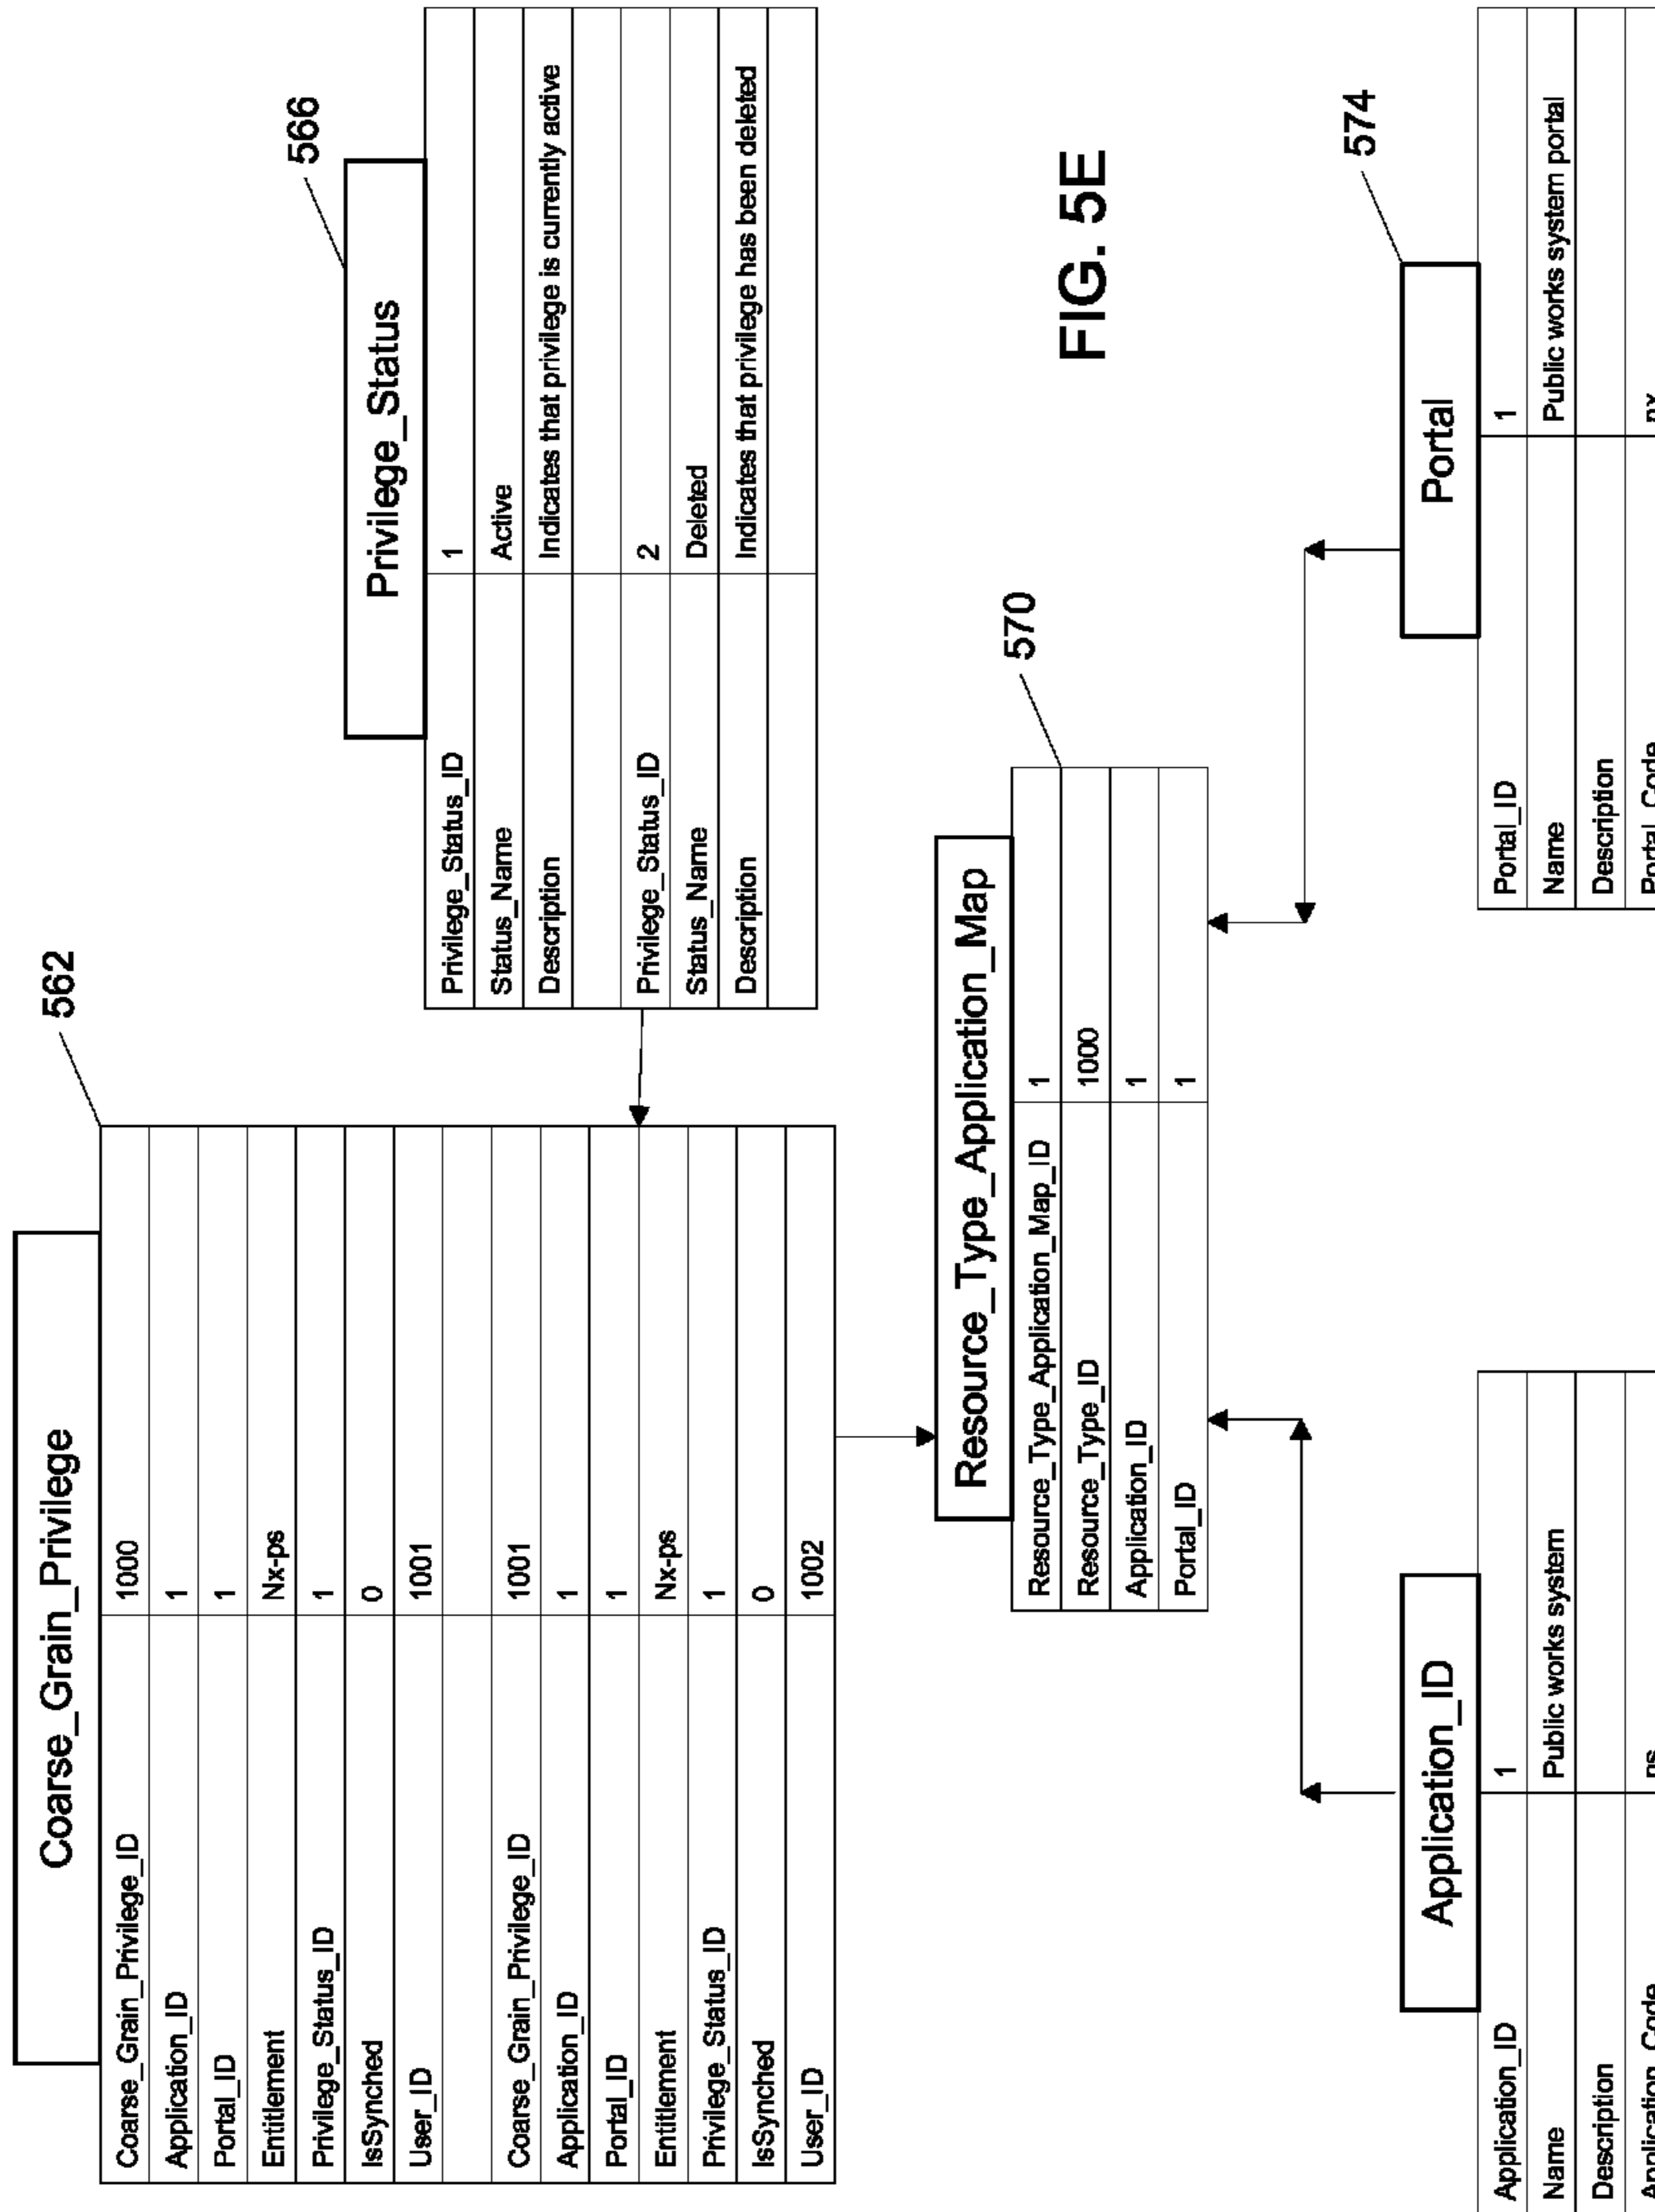 Coarse_Grain_Privilege
562
Coarse_Grain_Privilege_ID 1000
Application_ID 1
Portal_ID 1
Entitlement Nx-ps
Privilege_Status_ID 1
IsSynched 0
User_ID 1001
Coarse_Grain_Privilege_ID 1001
Application_ID 1
Portal_ID 1
Entitlement Nx-ps
Privilege_Status_ID 1
IsSynched 0
User_ID 1002
566
Privilege_Status
Privilege_Status_ID 1
Status_Name Active
Description Indicates that privilege is currently active
Privilege_Status_ID 2
Status_Name Deleted
Description Indicates that privilege has been deleted
Resource_Type_Application_Map
570
Resource_Type_Application_Map_ID 1
Resource_Type_ID 1000
Application_ID 1
Portal_ID 1
FIG. 5E
Application_ID
Application_ID 1
Name Public works system
Description
Application_Code ps
574
Portal
Portal_ID 1
Name Public works system portal
Description
Portal_Code nx